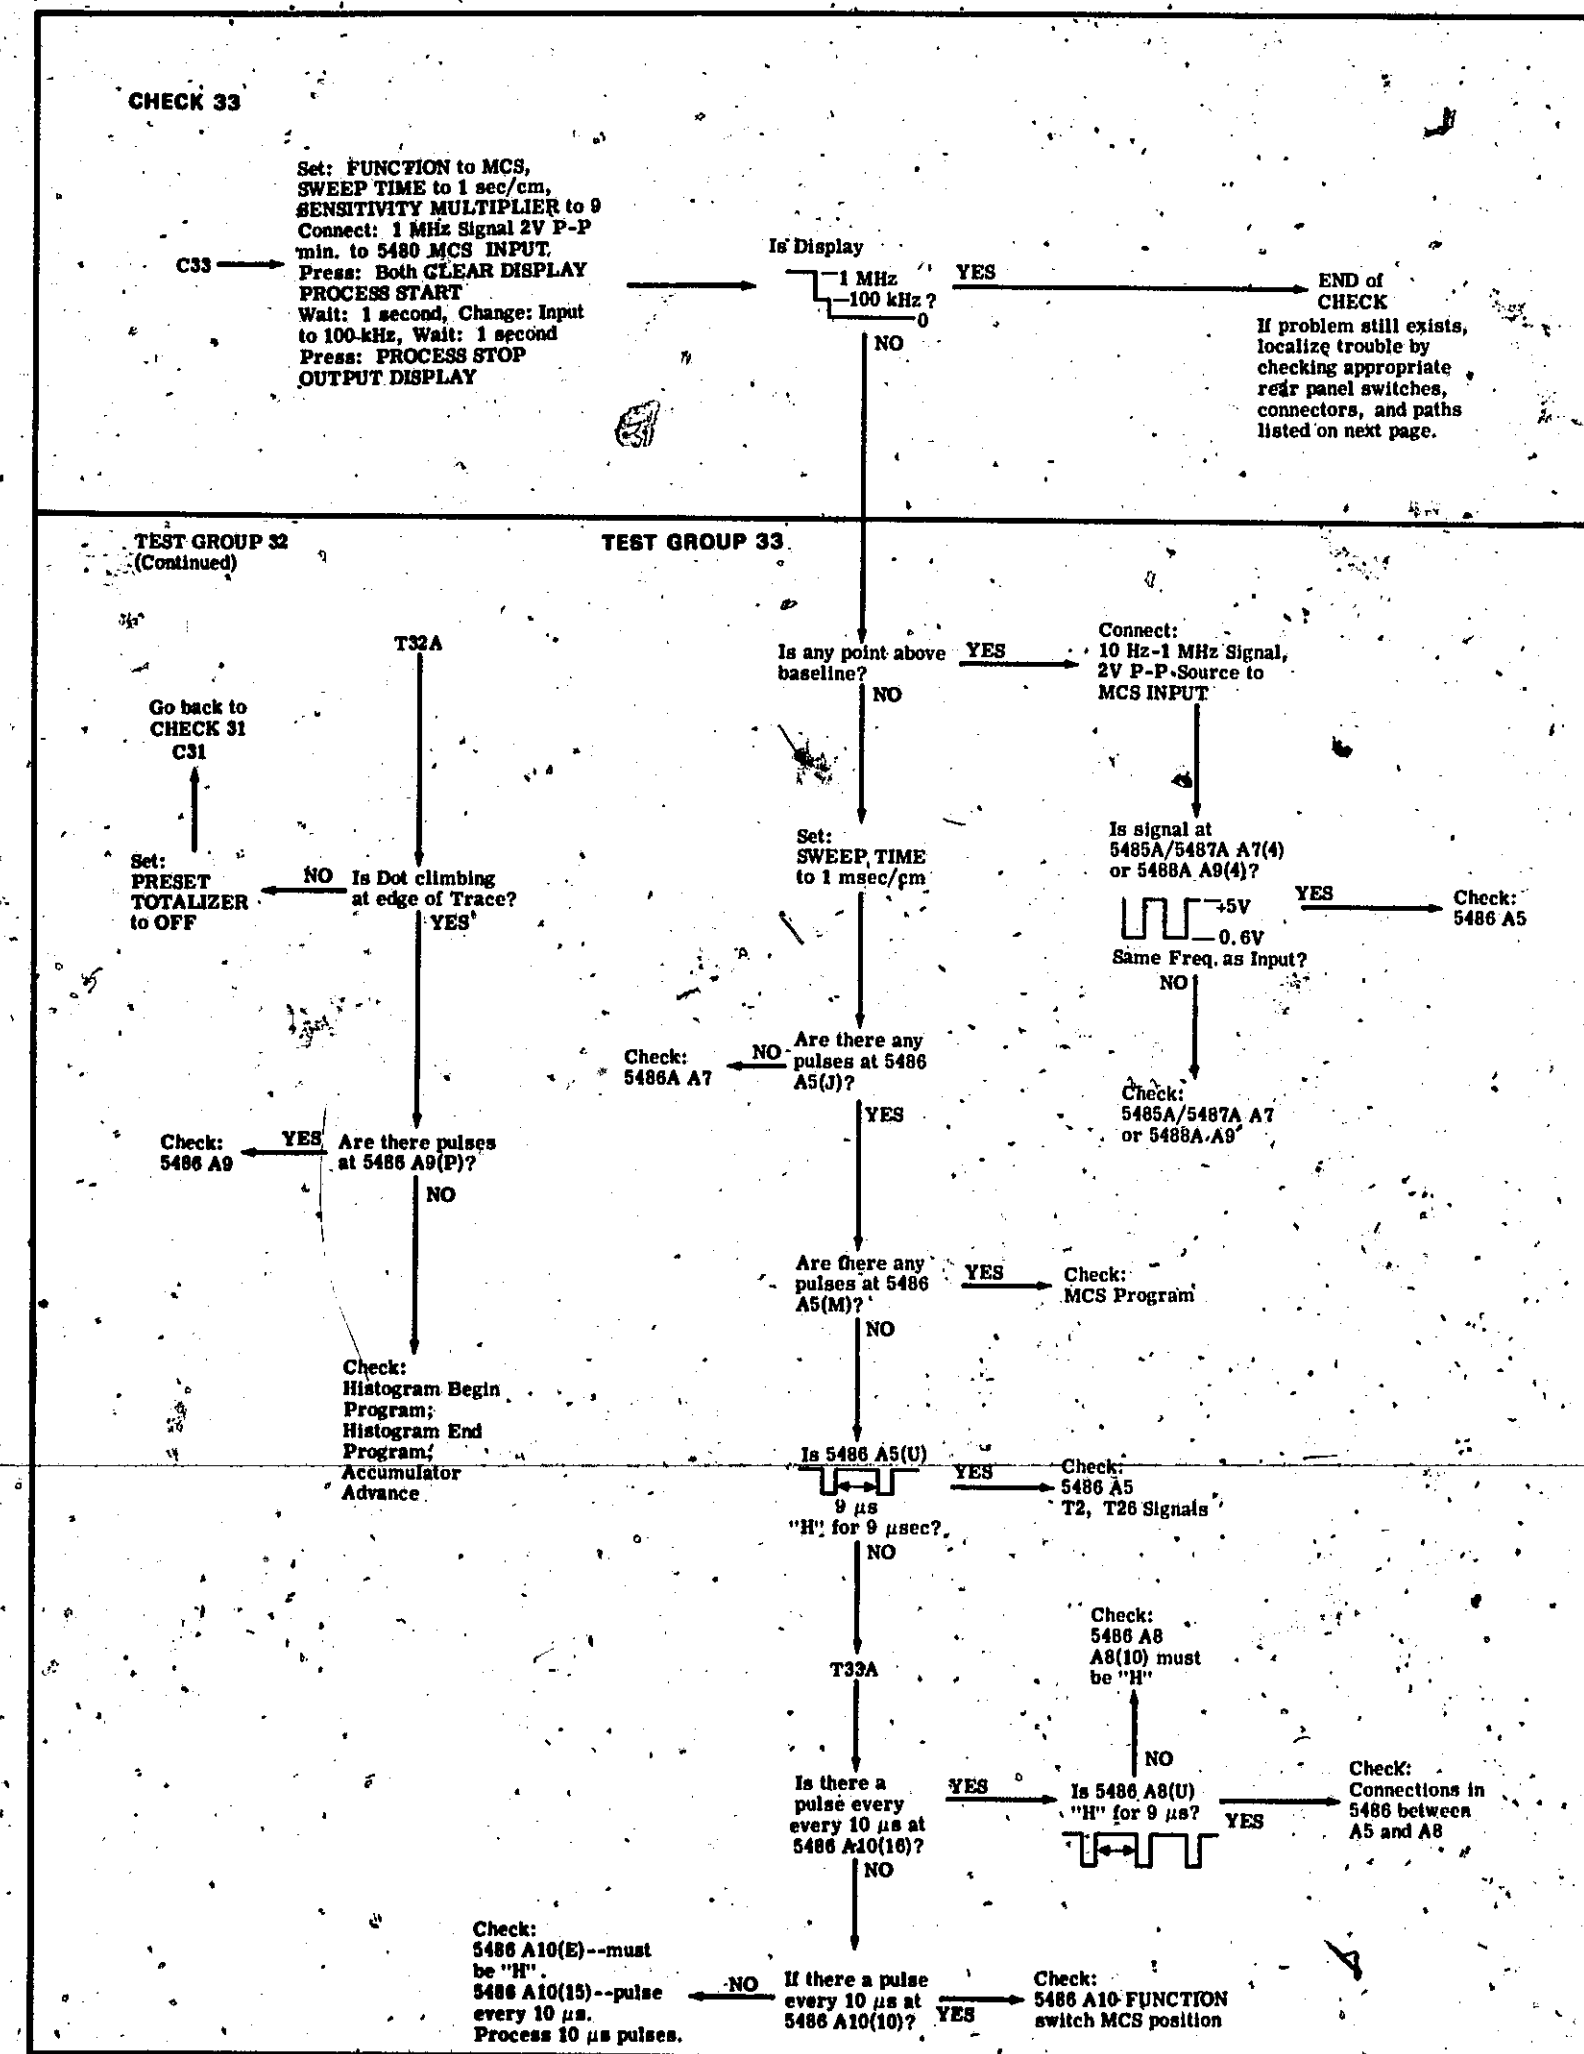 CHECK 33
Set: FUNCTION to MCS,
SWEEP TIME to 1 sec/cm,
SENSITIVITY MULTIPLIER to 9
Connect: 1 MHz Signal 2V P-P
min. to 5480 MCS INPUT.
Press: Both CLEAR DISPLAY
PROCESS START
Wait: 1 second, Change: Input
to 100-kHz, Wait: 1 second
Press: PROCESS STOP
OUTPUT DISPLAY
C33
Is Display
1 MHz
100 kHz ?
0
YES
NO
END of
CHECK
If problem still exists,
localize trouble by
checking appropriate
rear panel switches,
connectors, and paths
listed on next page.
TEST GROUP 32
(Continued)
T32A
Go back to
CHECK 31
C31
Set:
PRESET
TOTALIZER
to OFF
NO
Is Dot climbing
at edge of Trace?
YES
Check:
5486 A9
YES
Are there pulses
at 5486 A9(P)?
NO
Check:
Histogram Begin
Program;
Histogram End
Program;
Accumulator
Advance
TEST GROUP 33
Is any point above
baseline?
YES
NO
Connect:
10 Hz-1 MHz Signal,
2V P-P Source to
MCS INPUT
Is signal at
5485A/5487A A7(4)
or 5488A A9(4)?
+5V
0.6V
Same Freq. as Input?
YES
Check:
5486 A5
NO
Check:
5485A/5487A A7
or 5488A A9
Set:
SWEEP TIME
to 1 msec/cm
Are there any
pulses at 5486
A5(J)?
NO
Check:
5486A A7
YES
Are there any
pulses at 5486
A5(M)?
YES
Check:
MCS Program
NO
Is 5486 A5(U)
9 μs
"H" for 9 μsec?
YES
Check:
5486 A5
T2, T26 Signals
NO
T33A
Is there a
pulse every
every 10 μs at
5486 A10(16)?
YES
Is 5486 A8(U)
"H" for 9 μs?
NO
Check:
5486 A8
A8(10) must
be "H"
YES
Check:
Connections in
5486 between
A5 and A8
NO
If there a pulse
every 10 μs at
5486 A10(10)?
NO
Check:
5486 A10(E)--must
be "H".
5486 A10(15)--pulse
every 10 μs.
Process 10 μs pulses.
YES
Check:
5486 A10 FUNCTION
switch MCS position